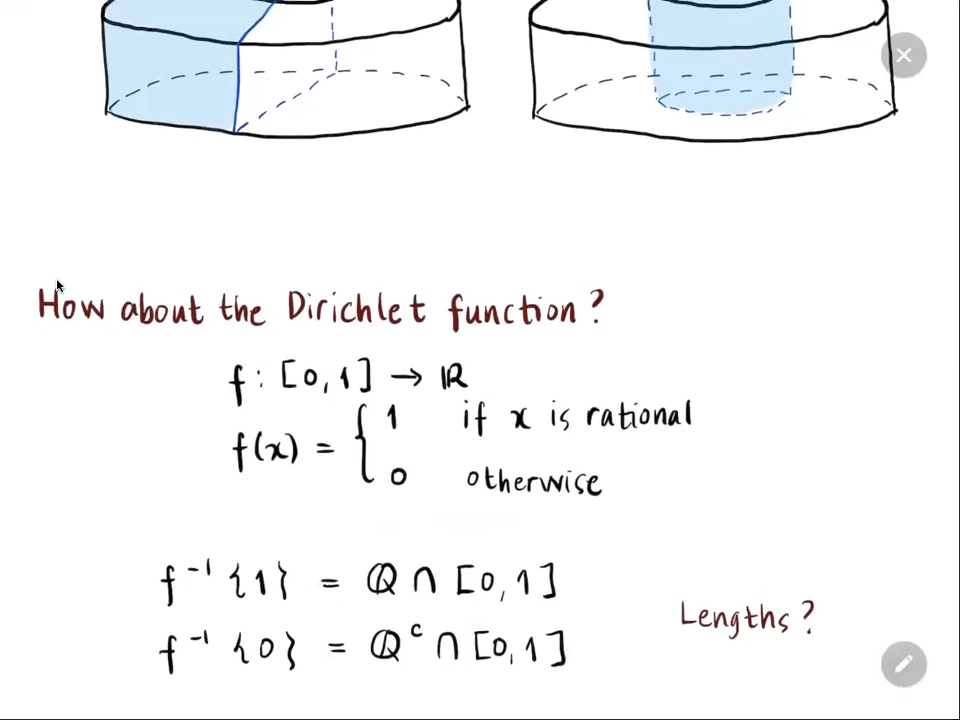 How about the Dirichlet function?
f : [0,1] → ℝ
f(x) = { 1 if x is rational
0 otherwise
f⁻¹ {1} = ℚ ∩ [0,1]
f⁻¹ {0} = ℚᶜ ∩ [0,1]
Lengths?